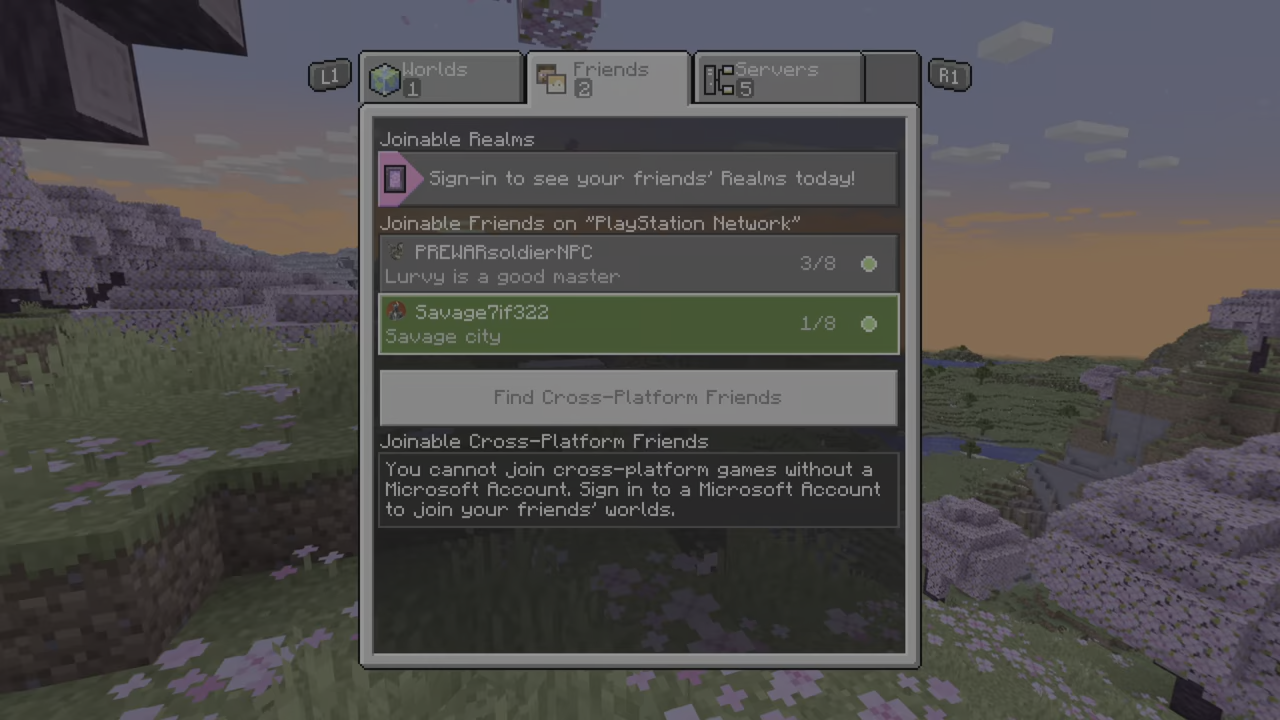 L1
Worlds
1
Friends
2
Servers
5
R1
Joinable Realms
Sign-in to see your friends' Realms today!
Joinable Friends on "PlayStation Network"
PREWARsoldierNPC
Lurvy is a good master
3/8
Savage7if322
Savage city
1/8
Find Cross-Platform Friends
Joinable Cross-Platform Friends
You cannot join cross-platform games without a
Microsoft Account. Sign in to a Microsoft Account
to join your friends' worlds.